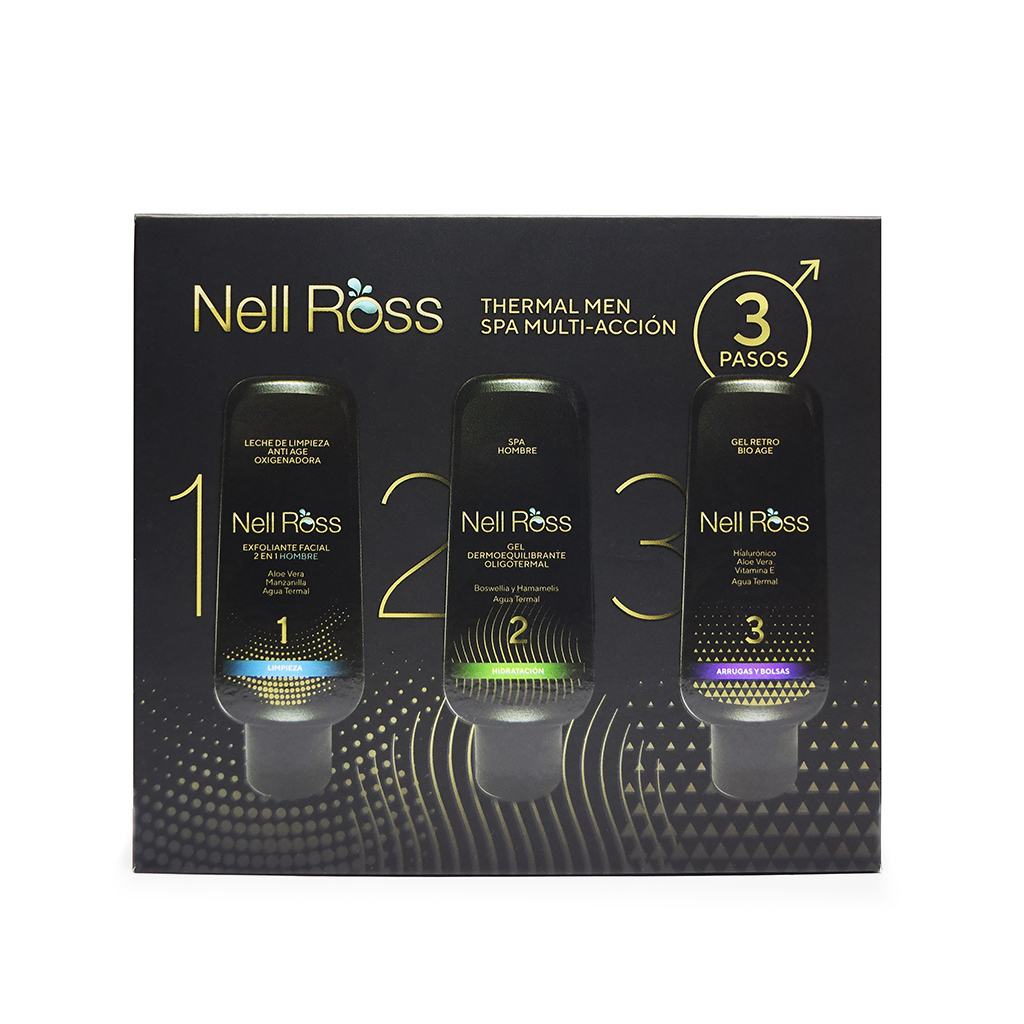 Nell Ross
THERMAL MEN
SPA MULTI-ACCIÓN
3
PASOS
1
LECHE DE LIMPIEZA
ANTI AGE
OXIGENADORA
Nell Ross
EXFOLIANTE FACIAL
2 EN 1 HOMBRE
Aloe Vera
Manzanilla
Agua Termal
1
LIMPIEZA
2
SPA
HOMBRE
Nell Ross
GEL
DERMOEQUILIBRANTE
OLIGOTERMAL
Boswellia y Hamamelis
Agua Termal
2
HIDRATACIÓN
3
GEL RETRO
BIO AGE
Nell Ross
Hialurónico
Aloe Vera
Vitamina E
Agua Termal
3
ARRUGAS Y BOLSAS